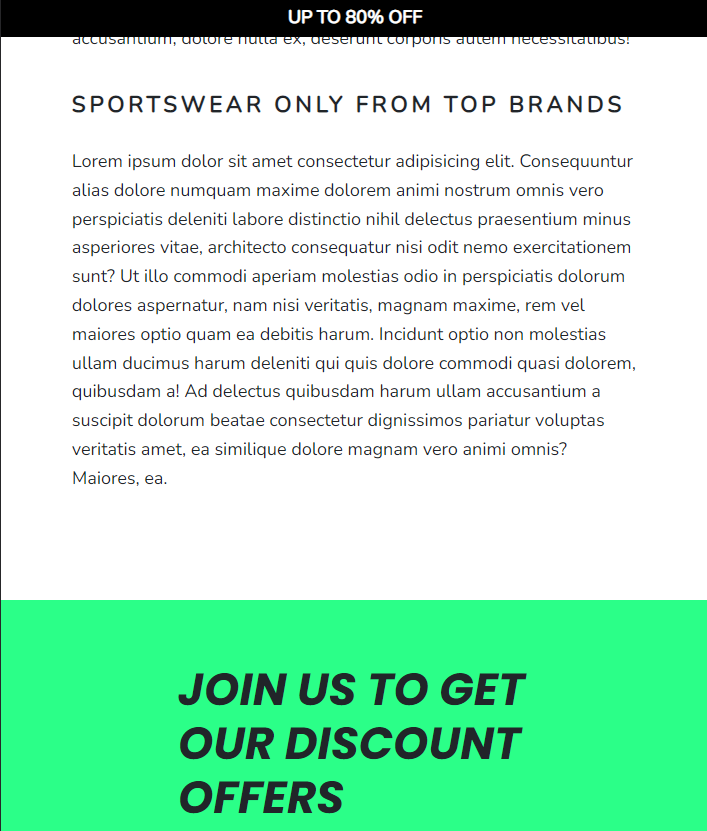 UP TO 80% OFF
accusantium, dolore nulla ex, deserunt corporis autem necessitatibus!
SPORTSWEAR ONLY FROM TOP BRANDS
Lorem ipsum dolor sit amet consectetur adipisicing elit. Consequuntur
alias dolore numquam maxime dolorem animi nostrum omnis vero
perspiciatis deleniti labore distinctio nihil delectus praesentium minus
asperiores vitae, architecto consequatur nisi odit nemo exercitationem
sunt? Ut illo commodi aperiam molestias odio in perspiciatis dolorum
dolores aspernatur, nam nisi veritatis, magnam maxime, rem vel
maiores optio quam ea debitis harum. Incidunt optio non molestias
ullam ducimus harum deleniti qui quis dolore commodi quasi dolorem,
quibusdam a! Ad delectus quibusdam harum ullam accusantium a
suscipit dolorum beatae consectetur dignissimos pariatur voluptas
veritatis amet, ea similique dolore magnam vero animi omnis?
Maiores, ea.
JOIN US TO GET
OUR DISCOUNT
OFFERS